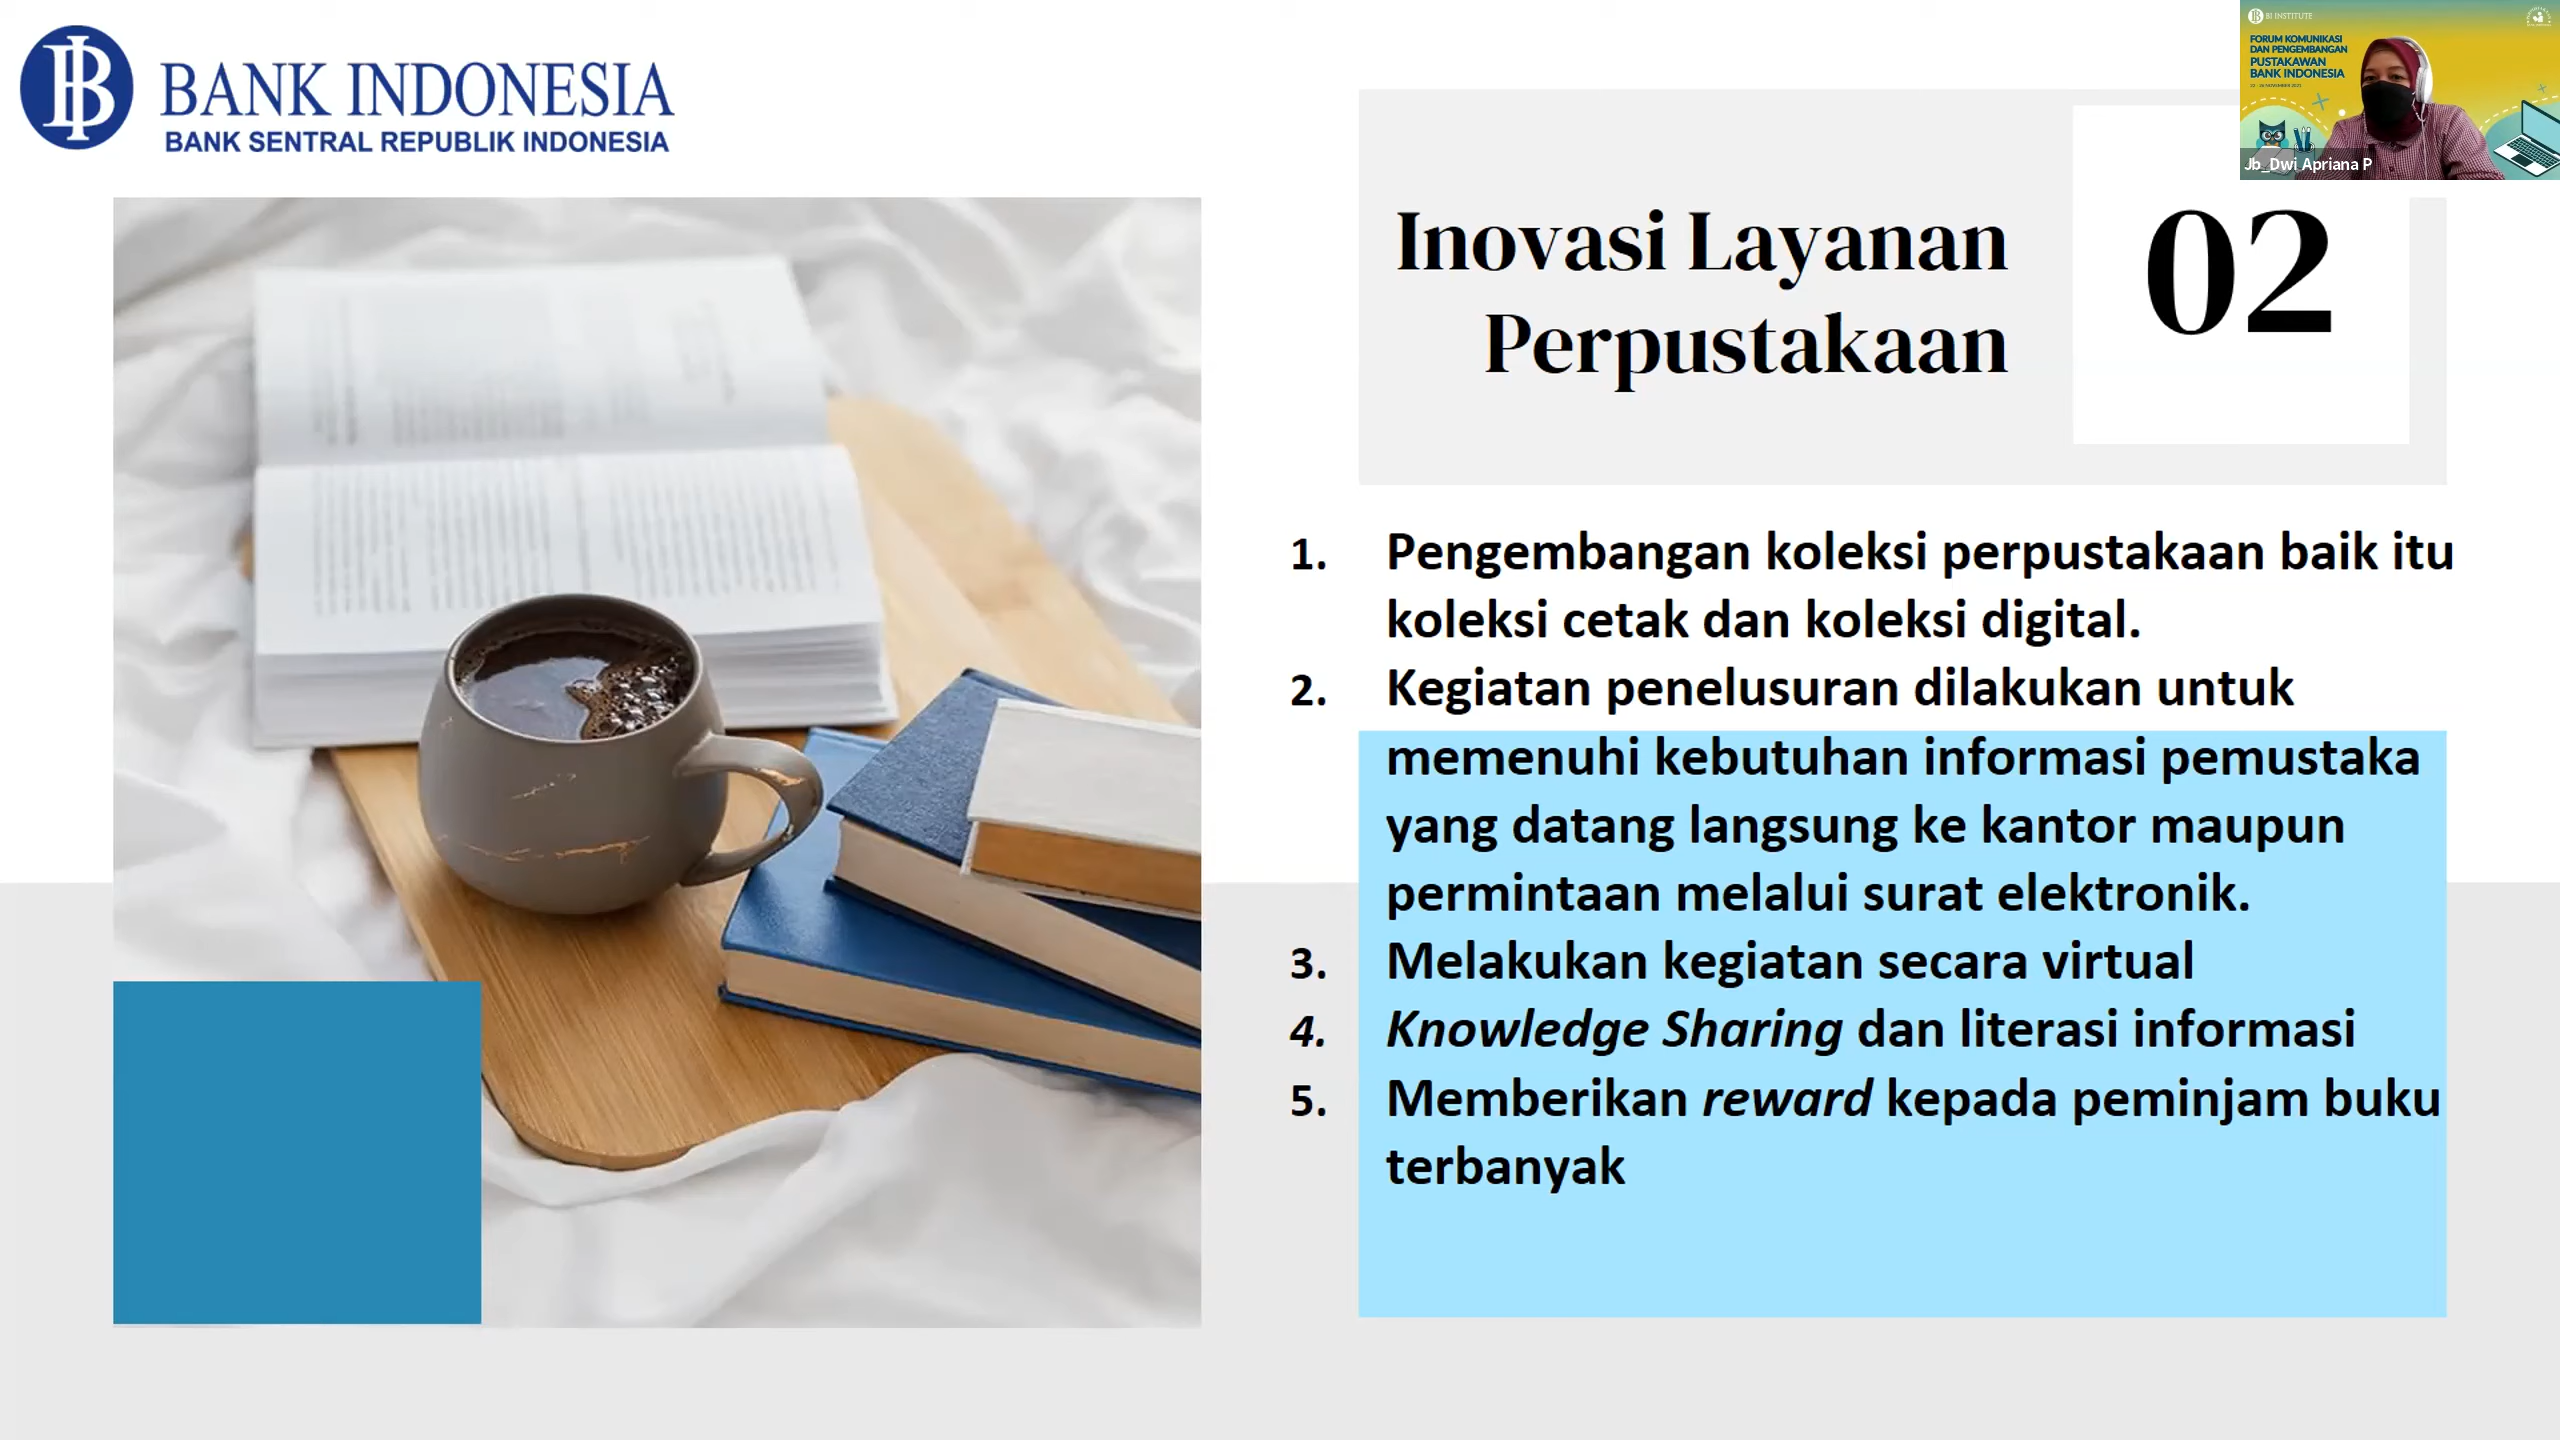 BANK INDONESIA
BANK SENTRAL REPUBLIK INDONESIA
BI INSTITUTE
FORUM KOMUNIKASI
DAN PENGEMBANGAN
PUSTAKAWAN
BANK INDONESIA
Jb_Dwi Apriana P
Inovasi Layanan
Perpustakaan
02
1. Pengembangan koleksi perpustakaan baik itu
koleksi cetak dan koleksi digital.
2. Kegiatan penelusuran dilakukan untuk
memenuhi kebutuhan informasi pemustaka
yang datang langsung ke kantor maupun
permintaan melalui surat elektronik.
3. Melakukan kegiatan secara virtual
4. Knowledge Sharing dan literasi informasi
5. Memberikan reward kepada peminjam buku
terbanyak